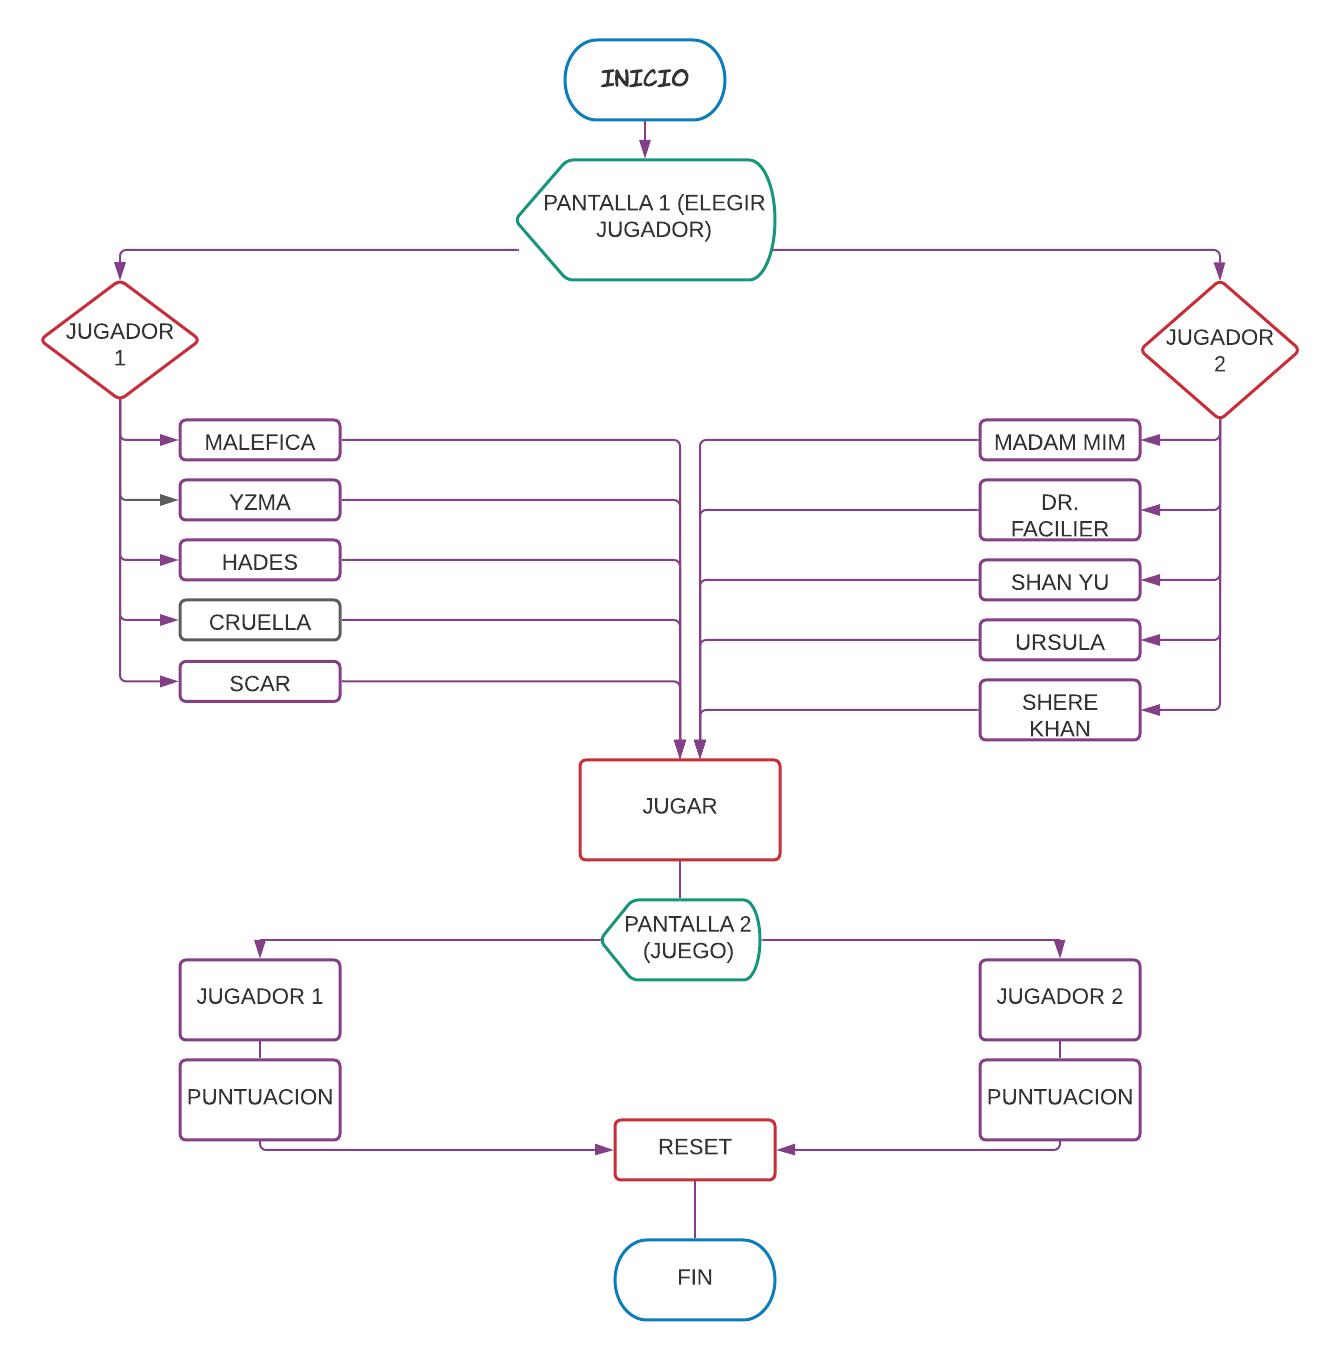 INICIO
PANTALLA 1 (ELEGIR
JUGADOR)
JUGADOR
1
JUGADOR
2
MALEFICA
YZMA
HADES
CRUELLA
SCAR
MADAM MIM
DR.
FACILIER
SHAN YU
URSULA
SHERE
KHAN
JUGAR
PANTALLA 2
(JUEGO)
JUGADOR 1
PUNTUACION
JUGADOR 2
PUNTUACION
RESET
FIN